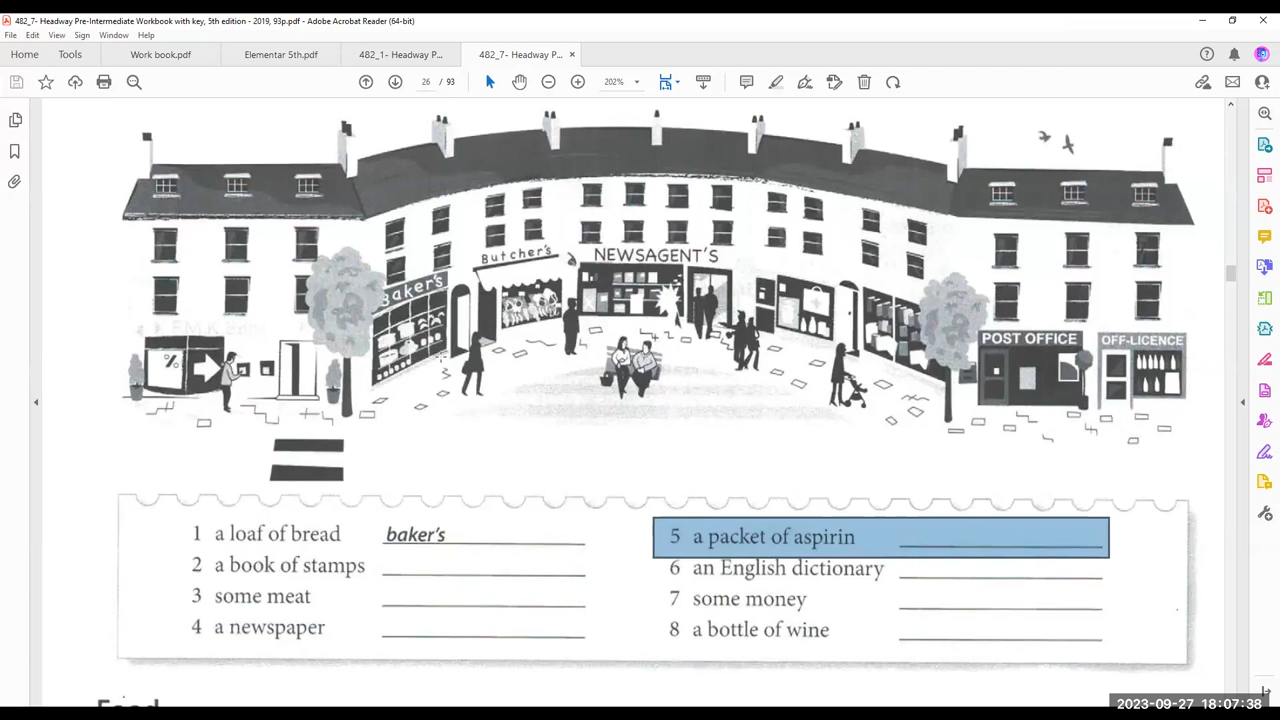 482_7- Headway Pre-Intermediate Workbook with key, 5th edition - 2019, 93p.pdf - Adobe Acrobat Reader (64-bit)
File Edit View Sign Window Help
Home Tools Work book.pdf Elementar 5th.pdf 482_1- Headway P... 482_7- Headway P... ×
26 / 93 202%
Baker's
Butcher's
NEWSAGENT'S
%
POST OFFICE
OFF-LICENCE
1 a loaf of bread baker's
2 a book of stamps
3 some meat
4 a newspaper
5 a packet of aspirin
6 an English dictionary
7 some money
8 a bottle of wine
2023-09-27 18:07:38